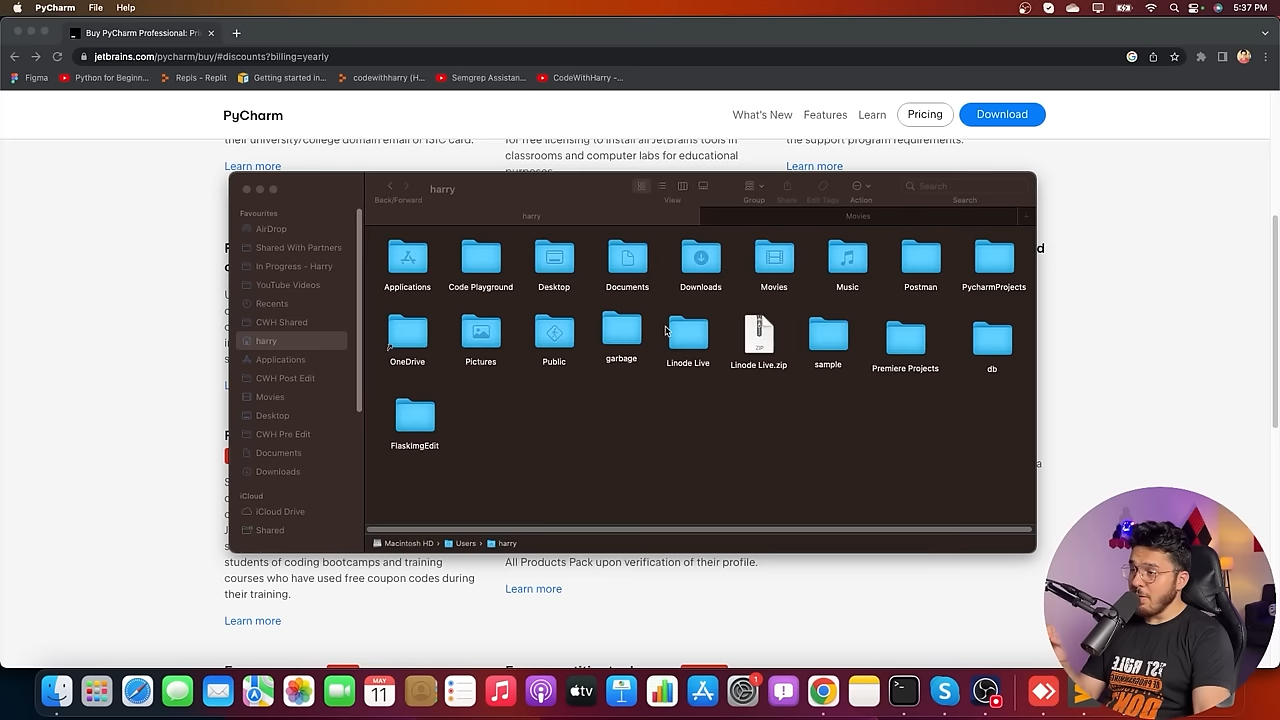 PyCharm File Help 5:37 PM
Buy PyCharm Professional: Pri
jetbrains.com/pycharm/buy/#discounts?billing=yearly
Figma Python for Beginn... Repls - Replit Getting started in... codewithharry (H... Semgrep Assistan... CodeWithHarry -...
PyCharm What's New Features Learn Pricing Download
their university/college domain email or ISIC card. for free licensing to install all JetBrains tools in the support program requirements.
classrooms and computer labs for educational
purposes.
Learn more Learn more
harry
Back/Forward View Group Share Edit Tags Action Search
Search
harry Movies
Favourites
AirDrop
Shared With Partners
In Progress - Harry
YouTube Videos
Recents
CWH Shared
harry
Applications
CWH Post Edit
Movies
Desktop
CWH Pre Edit
Documents
Downloads
iCloud
iCloud Drive
Shared
Applications Code Playground Desktop Documents Downloads Movies Music Postman PycharmProjects
ZIP
OneDrive Pictures Public garbage Linode Live Linode Live.zip sample Premiere Projects db
FlaskimgEdit
Macintosh HD › Users › harry
students of coding bootcamps and training All Products Pack upon verification of their profile.
courses who have used free coupon codes during
their training.
Learn more
Learn more
MAY
11
tv
1